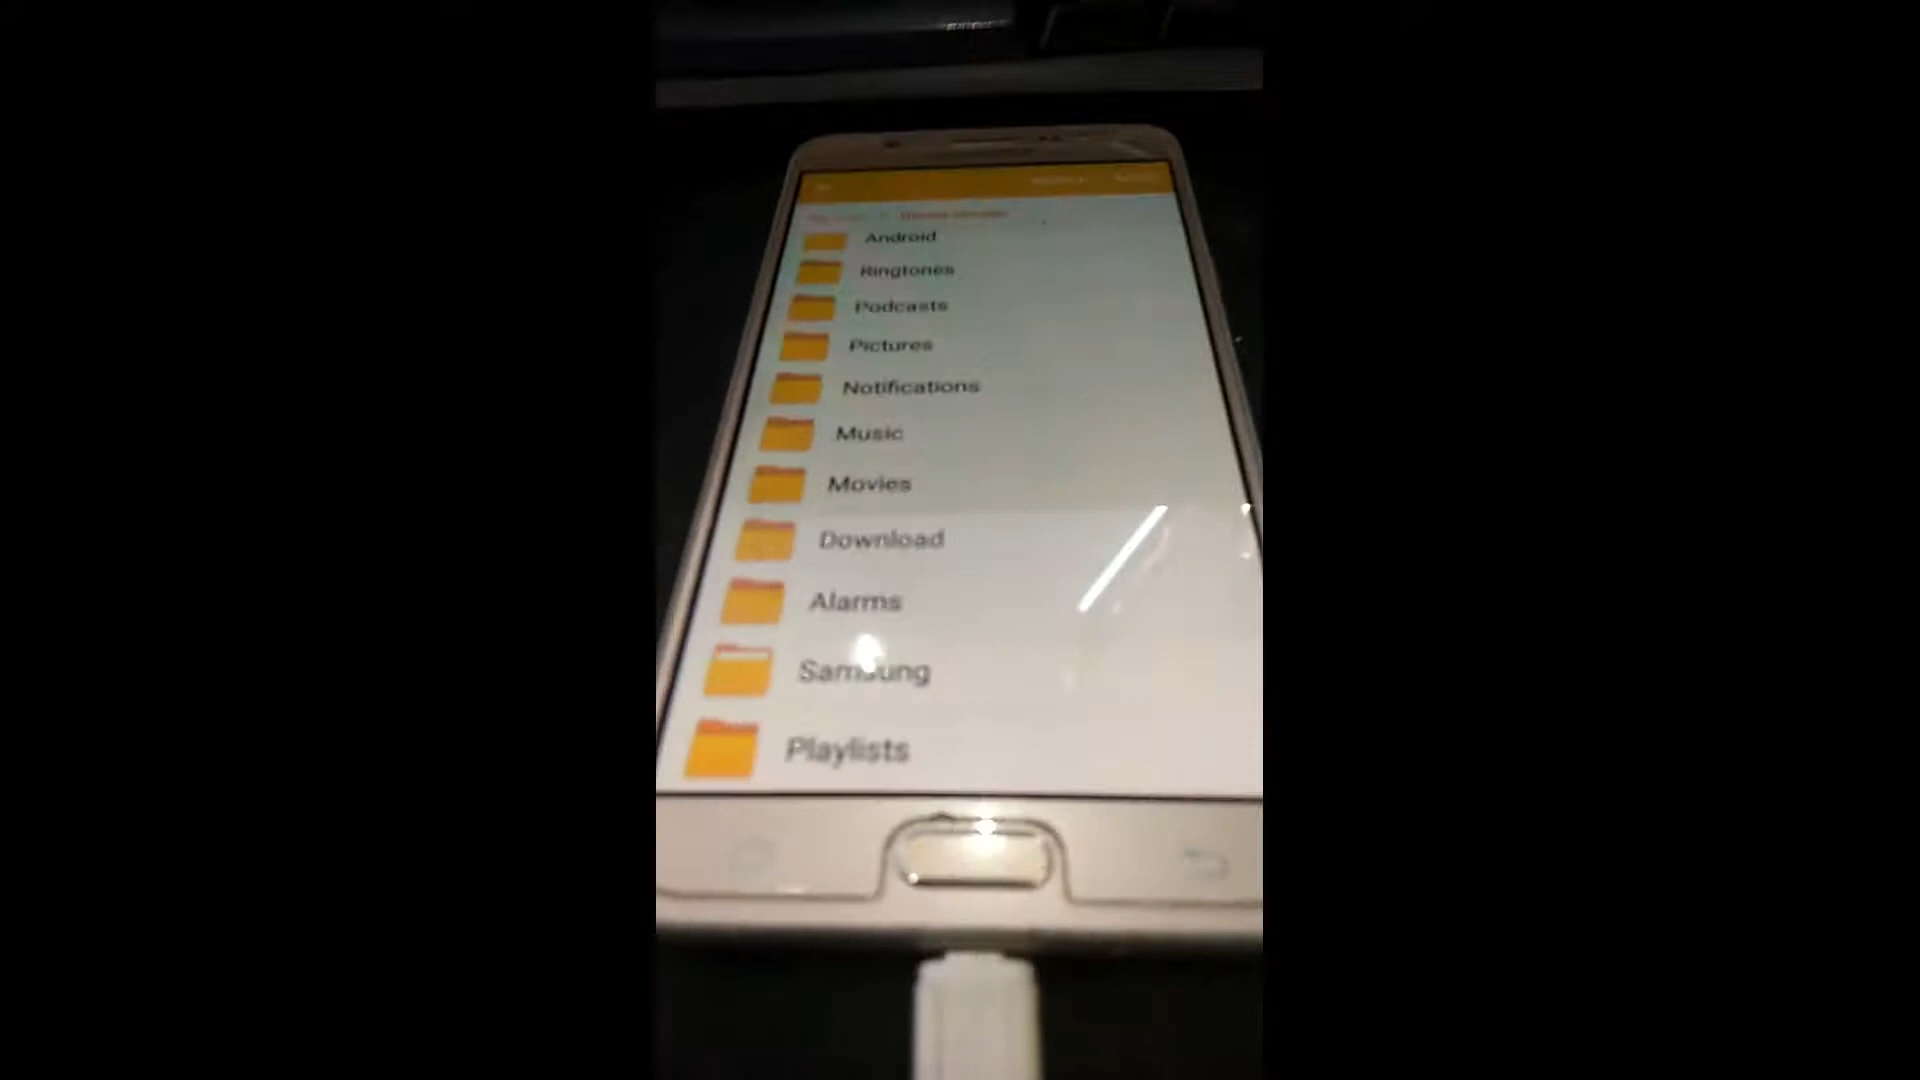 Android
Ringtones
Podcasts
Pictures
Notifications
Music
Movies
Download
Alarms
Samsung
Playlists